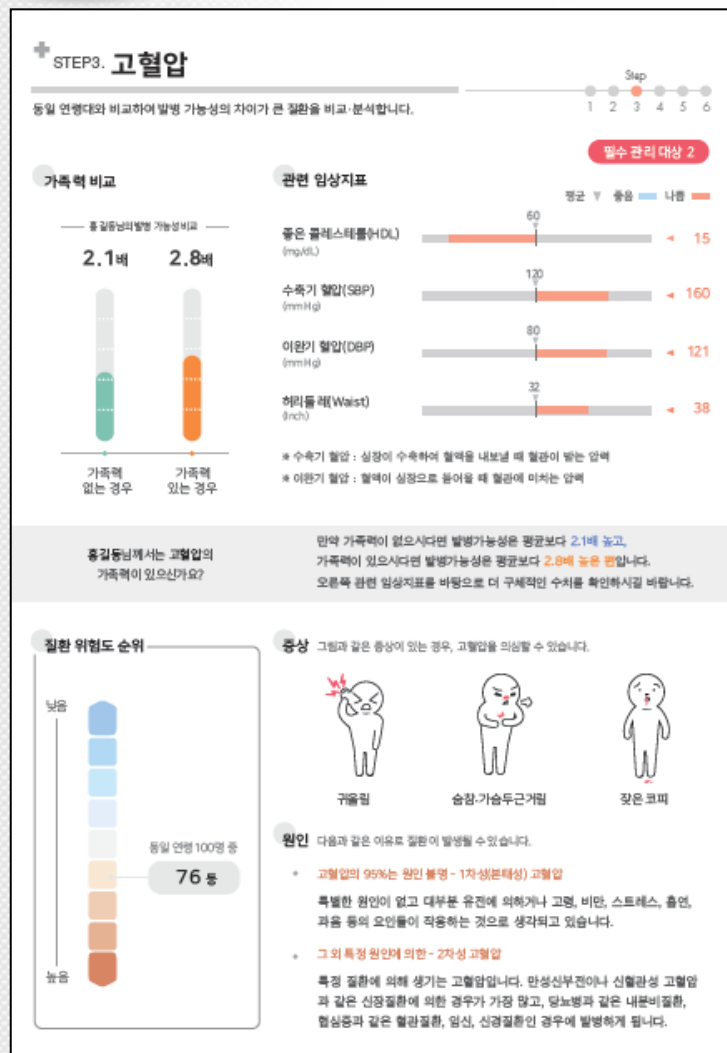 STEP3. 고혈압
Step
1 2 3 4 5 6
동일 연령대와 비교하여 발병 가능성의 차이가 큰 질환을 비교·분석합니다.
필수 관리 대상 2
가족력 비교
홍길동님의 발병 가능성 비교
2.1배 2.8배
가족력 없는 경우
가족력 있는 경우
관련 임상지표
평균 좋음 나쁨
좋은 콜레스테롤(HDL)
(mg/dL)
60
15
수축기 혈압(SBP)
(mmHg)
120
160
이완기 혈압(DBP)
(mmHg)
80
121
허리둘레(Waist)
(Inch)
32
38
※ 수축기 혈압 : 심장이 수축하여 혈액을 내보낼 때 혈관이 받는 압력
※ 이완기 혈압 : 혈액이 심장으로 들어올 때 혈관에 미치는 압력
홍길동님께서는 고혈압의
가족력이 있으신가요?
만약 가족력이 없으시다면 발병가능성은 평균보다 2.1배 높고,
가족력이 있으시다면 발병가능성은 평균보다 2.8배 높은 편입니다.
오른쪽 관련 임상지표를 바탕으로 더 구체적인 수치를 확인하시길 바랍니다.
질환 위험도 순위
낮음
동일 연령 100명 중
76 등
높음
증상 그림과 같은 증상이 있는 경우, 고혈압을 의심할 수 있습니다.
귀울림
숨참·가슴두근거림
잦은 코피
원인 다음과 같은 이유로 질환이 발생될 수 있습니다.
• 고혈압의 95%는 원인 불명 - 1차성(본태성) 고혈압
특별한 원인이 없고 대부분 유전에 의하거나 고령, 비만, 스트레스, 흡연,
과음 등의 요인들이 작용하는 것으로 생각되고 있습니다.
• 그 외 특정 원인에 의한 - 2차성 고혈압
특정 질환에 의해 생기는 고혈압입니다. 만성신부전이나 신혈관성 고혈압
과 같은 신장질환에 의한 경우가 가장 많고, 당뇨병과 같은 내분비질환,
협심증과 같은 혈관질환, 임신, 신경질환인 경우에 발병하게 됩니다.